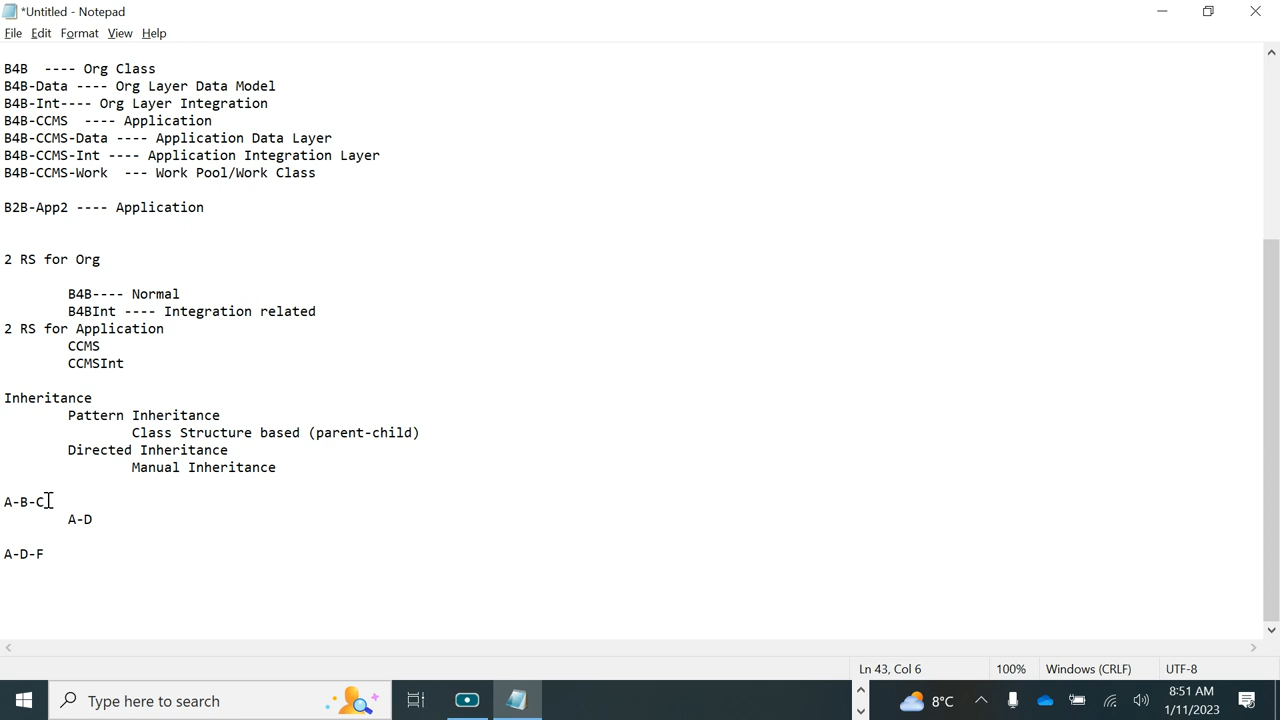 *Untitled - Notepad
File Edit Format View Help
B4B ---- Org Class
B4B-Data ---- Org Layer Data Model
B4B-Int---- Org Layer Integration
B4B-CCMS ---- Application
B4B-CCMS-Data ---- Application Data Layer
B4B-CCMS-Int ---- Application Integration Layer
B4B-CCMS-Work --- Work Pool/Work Class
B2B-App2 ---- Application
2 RS for Org
B4B---- Normal
B4BInt ---- Integration related
2 RS for Application
CCMS
CCMSInt
Inheritance
Pattern Inheritance
Class Structure based (parent-child)
Directed Inheritance
Manual Inheritance
A-B-C
A-D
A-D-F
Ln 43, Col 6 100% Windows (CRLF) UTF-8
Type here to search 8°C 8:51 AM
1/11/2023